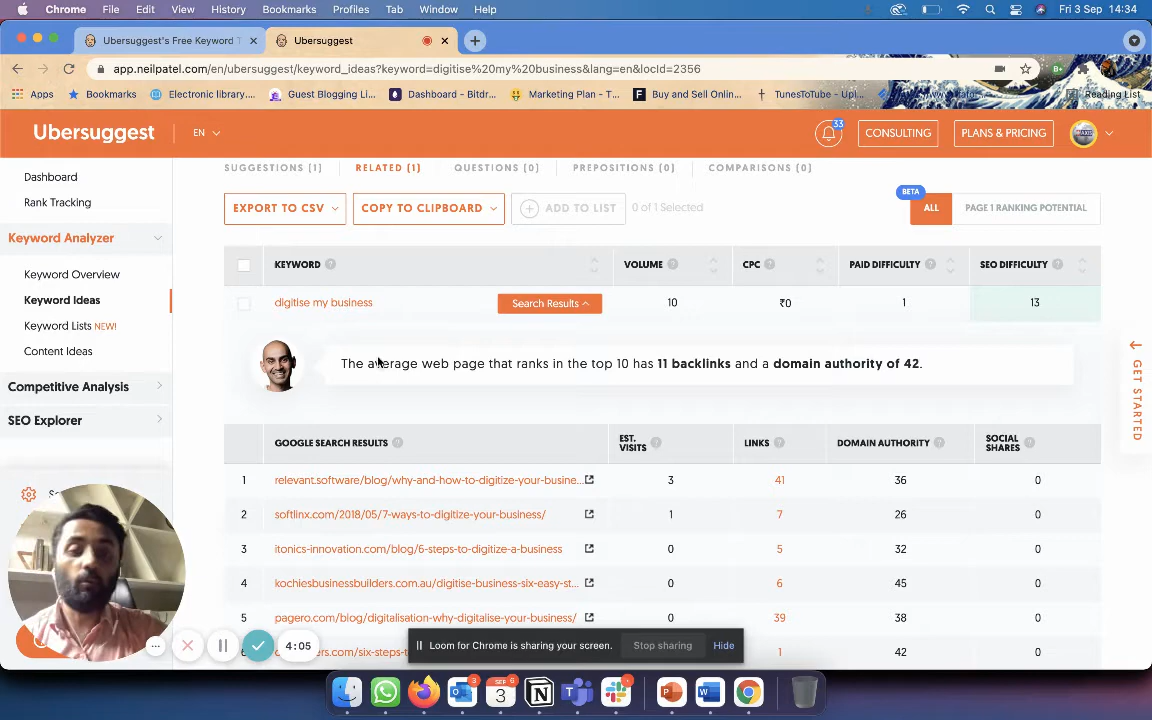 Chrome File Edit View History Bookmarks Profiles Tab Window Help Fri 3 Sep 14:34
Ubersuggest's Free Keyword T
Ubersuggest
app.neilpatel.com/en/ubersuggest/keyword_ideas?keyword=digitise%20my%20business&lang=en&locId=2356
Apps Bookmarks Electronic library.... Guest Blogging Li... Dashboard - Bitdr... Marketing Plan - T... Buy and Sell Onlin... TunesToTube - Upl... Reading List
Ubersuggest EN 33 CONSULTING PLANS & PRICING
SUGGESTIONS (1) RELATED (1) QUESTIONS (0) PREPOSITIONS (0) COMPARISONS (0)
Dashboard
Rank Tracking
Keyword Analyzer
Keyword Overview
Keyword Ideas
Keyword Lists NEW!
Content Ideas
Competitive Analysis
SEO Explorer
EXPORT TO CSV COPY TO CLIPBOARD ADD TO LIST 0 of 1 Selected
BETA
ALL PAGE 1 RANKING POTENTIAL
KEYWORD VOLUME CPC PAID DIFFICULTY SEO DIFFICULTY
digitise my business Search Results 10 ₹0 1 13
The average web page that ranks in the top 10 has 11 backlinks and a domain authority of 42.
GET STARTED
GOOGLE SEARCH RESULTS EST. VISITS LINKS DOMAIN AUTHORITY SOCIAL SHARES
1 relevant.software/blog/why-and-how-to-digitize-your-busine... 3 41 36 0
2 softlinx.com/2018/05/7-ways-to-digitize-your-business/ 1 7 26 0
3 itonics-innovation.com/blog/6-steps-to-digitize-a-business 0 5 32 0
4 kochiesbusinessbuilders.com.au/digitise-business-six-easy-st... 0 6 45 0
5 pagero.com/blog/digitalisation-why-digitalise-your-business/ 0 39 38 0
1 42 0
4:05
Loom for Chrome is sharing your screen. Stop sharing Hide
3
SEP 6
3